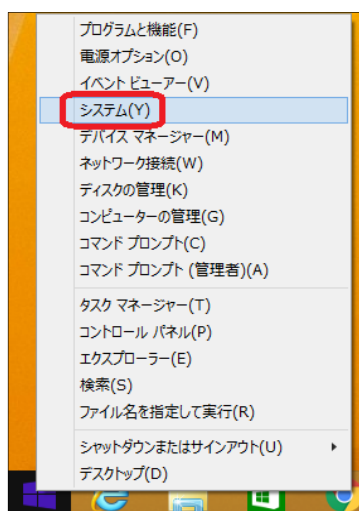 プログラムと機能(F)
電源オプション(O)
イベント ビューアー(V)
システム(Y)
デバイス マネージャー(M)
ネットワーク接続(W)
ディスクの管理(K)
コンピューターの管理(G)
コマンド プロンプト(C)
コマンド プロンプト (管理者)(A)
タスク マネージャー(T)
コントロール パネル(P)
エクスプローラー(E)
検索(S)
ファイル名を指定して実行(R)
シャットダウンまたはサインアウト(U)
デスクトップ(D)